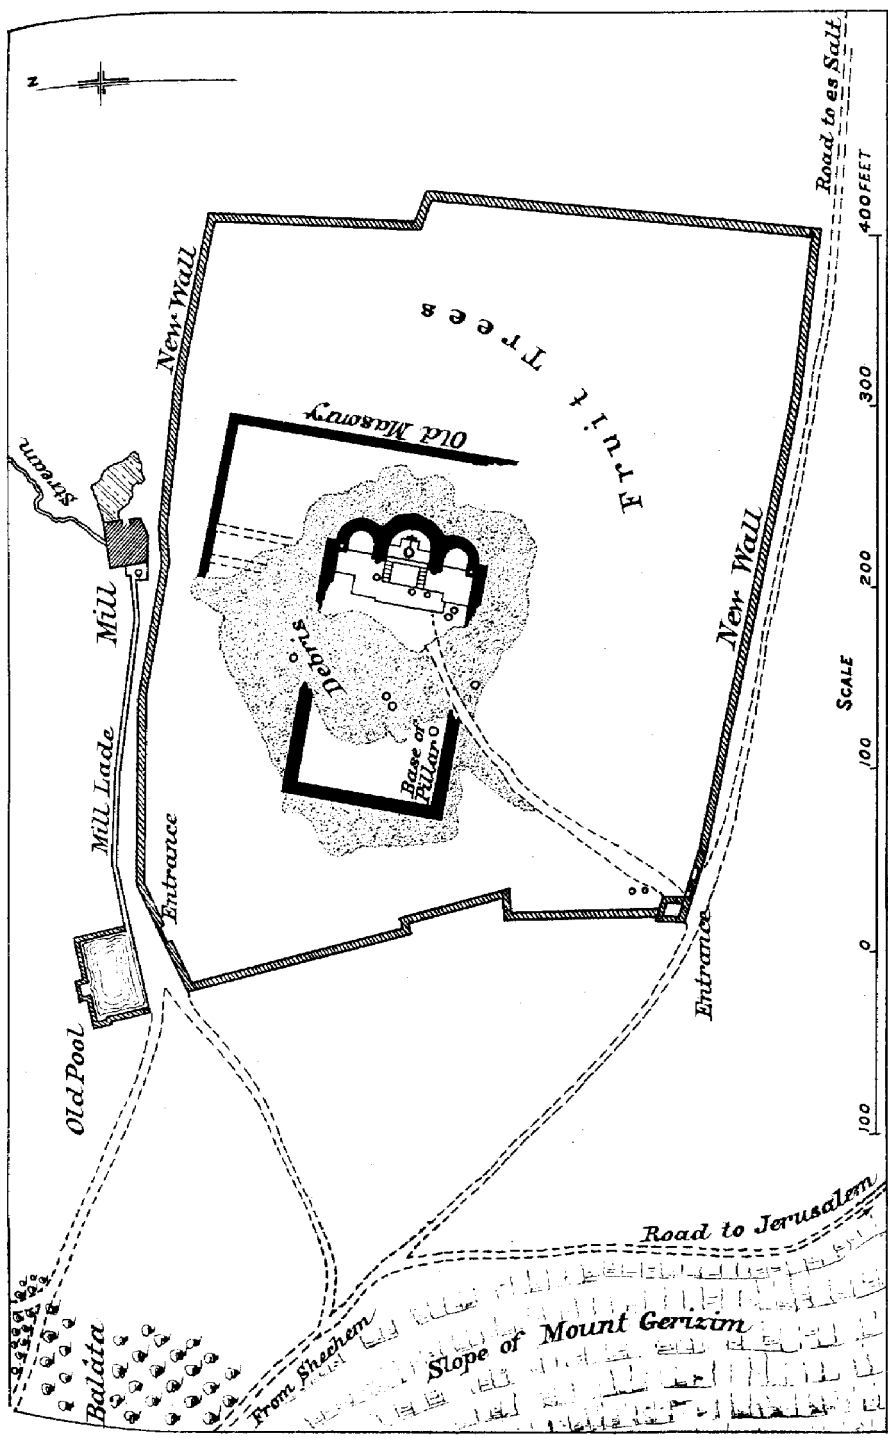 N
Road to es Salt
400 FEET
300
200
SCALE
100
0
100
New Wall
Fruit Trees
Old Masonry
Stream
Mill
Debris
New Wall
Mill Lade
Base of
Pillar
Entrance
Entrance
Old Pool
Road to Jerusalem
Slope of Mount Gerizim
From Shechem
Baláta